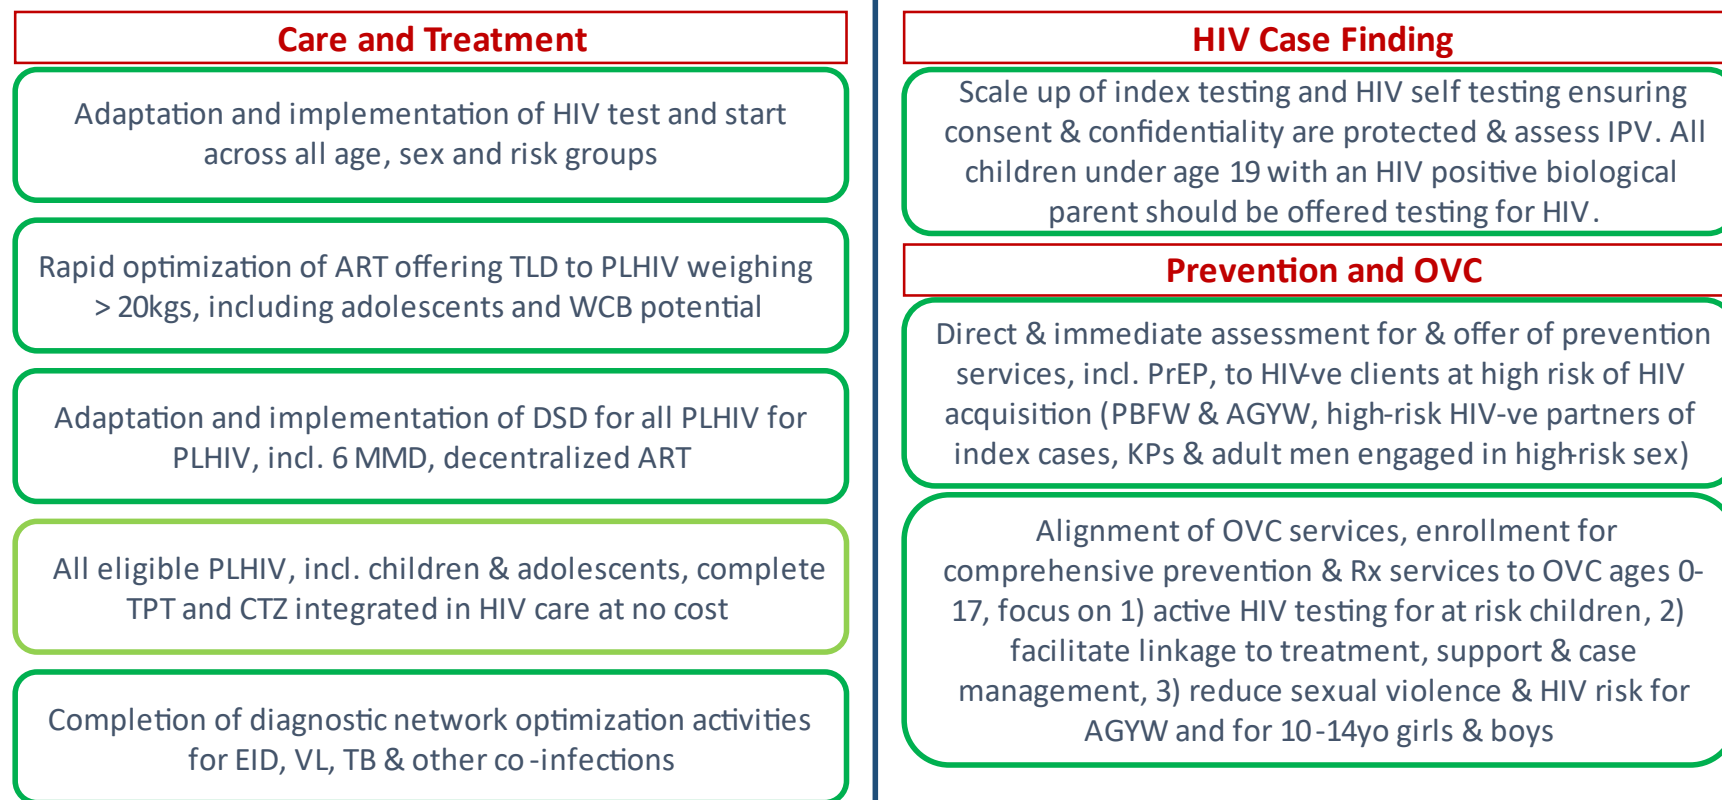 Care and Treatment
Adaptation and implementation of HIV test and start
across all age, sex and risk groups
Rapid optimization of ART offering TLD to PLHIV weighing
> 20kgs, including adolescents and WCB potential
Adaptation and implementation of DSD for all PLHIV for
PLHIV, incl. 6 MMD, decentralized ART
All eligible PLHIV, incl. children & adolescents, complete
TPT and CTZ integrated in HIV care at no cost
Completion of diagnostic network optimization activities
for EID, VL, TB & other co-infections
HIV Case Finding
Scale up of index testing and HIV self testing ensuring
consent & confidentiality are protected & assess IPV. All
children under age 19 with an HIV positive biological
parent should be offered testing for HIV.
Prevention and OVC
Direct & immediate assessment for & offer of prevention
services, incl. PrEP, to HIV-ve clients at high risk of HIV
acquisition (PBFW & AGYW, high-risk HIV-ve partners of
index cases, KPs & adult men engaged in high-risk sex)
Alignment of OVC services, enrollment for
comprehensive prevention & Rx services to OVC ages 0-
17, focus on 1) active HIV testing for at risk children, 2)
facilitate linkage to treatment, support & case
management, 3) reduce sexual violence & HIV risk for
AGYW and for 10-14yo girls & boys